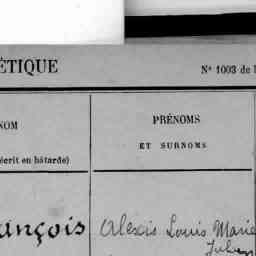 ÉTIQUE
N° 1003 de l
NOM
PRÉNOMS
ET SURNOMS
écrit en bâtarde)
ançois
Alexis Louis Marie
Julien